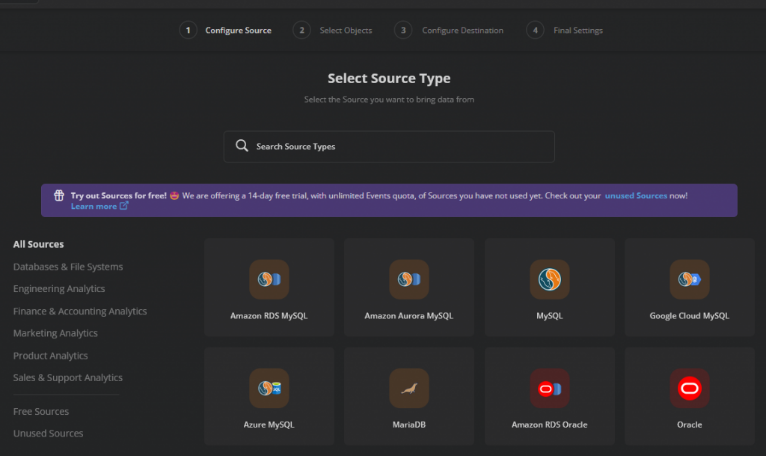 1 Configure Source 2 Select Objects 3 Configure Destination 4 Final Settings
Select Source Type
Select the Source you want to bring data from
Search Source Types
Try out Sources for free! We are offering a 14-day free trial, with unlimited Events quota, of Sources you have not used yet. Check out your unused Sources now!
Learn more
All Sources
Databases & File Systems
Engineering Analytics
Finance & Accounting Analytics
Marketing Analytics
Product Analytics
Sales & Support Analytics
Free Sources
Unused Sources
Amazon RDS MySQL
Amazon Aurora MySQL
MySQL
Google Cloud MySQL
Azure MySQL
MariaDB
Amazon RDS Oracle
Oracle